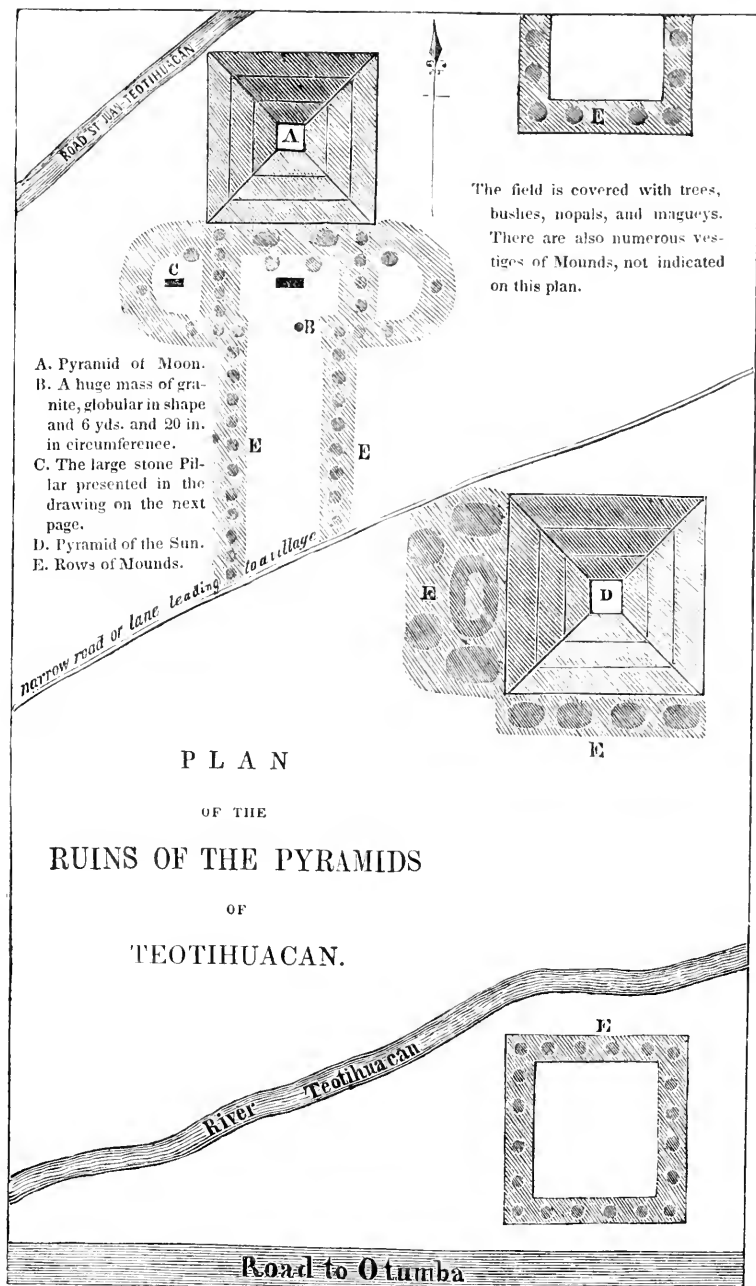 ROAD ST JUAN-TEOTIHUACAN
A
E
The field is covered with trees,
bushes, nopals, and magueys.
There are also numerous ves-
tiges of Mounds, not indicated
on this plan.
C
B
A. Pyramid of Moon.
B. A huge mass of gra-
nite, globular in shape
and 6 yds. and 20 in.
in circumference.
C. The large stone Pil-
lar presented in the
drawing on the next
page.
D. Pyramid of the Sun.
E. Rows of Mounds.
E
E
narrow road or lane leading to a village
E
D
E
PLAN
OF THE
RUINS OF THE PYRAMIDS
OF
TEOTIHUACAN.
River Teotihuacan
E
Road to Otumba